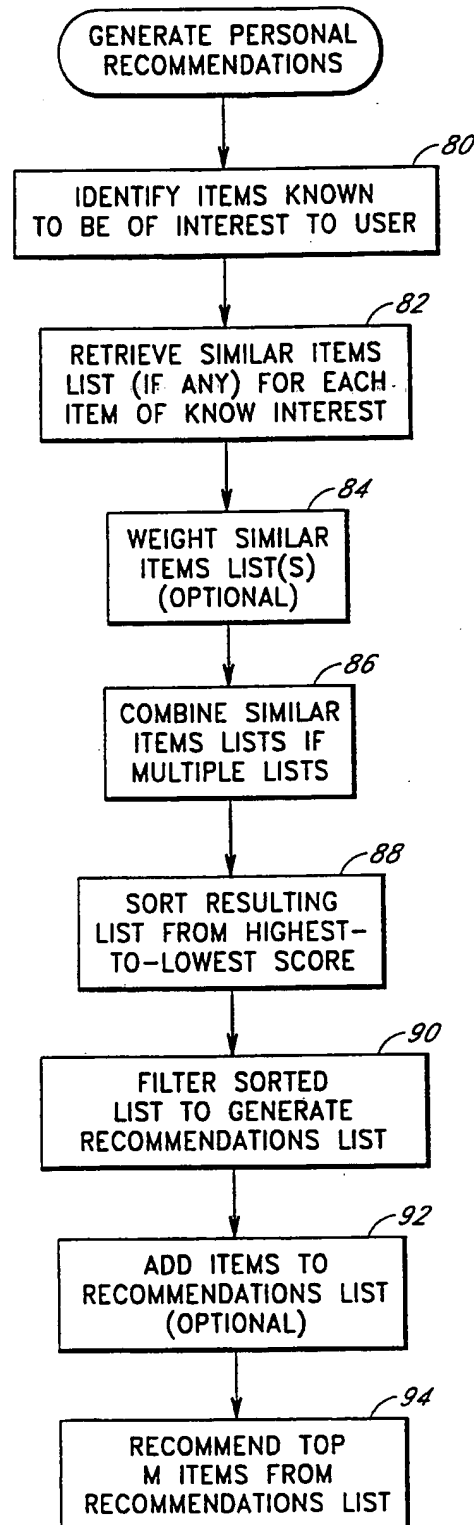 GENERATE PERSONAL
RECOMMENDATIONS
80
IDENTIFY ITEMS KNOWN
TO BE OF INTEREST TO USER
82
RETRIEVE SIMILAR ITEMS
LIST (IF ANY) FOR EACH
ITEM OF KNOW INTEREST
84
WEIGHT SIMILAR
ITEMS LIST(S)
(OPTIONAL)
86
COMBINE SIMILAR
ITEMS LISTS IF
MULTIPLE LISTS
88
SORT RESULTING
LIST FROM HIGHEST-
TO-LOWEST SCORE
90
FILTER SORTED
LIST TO GENERATE
RECOMMENDATIONS LIST
92
ADD ITEMS TO
RECOMMENDATIONS LIST
(OPTIONAL)
94
RECOMMEND TOP
M ITEMS FROM
RECOMMENDATIONS LIST